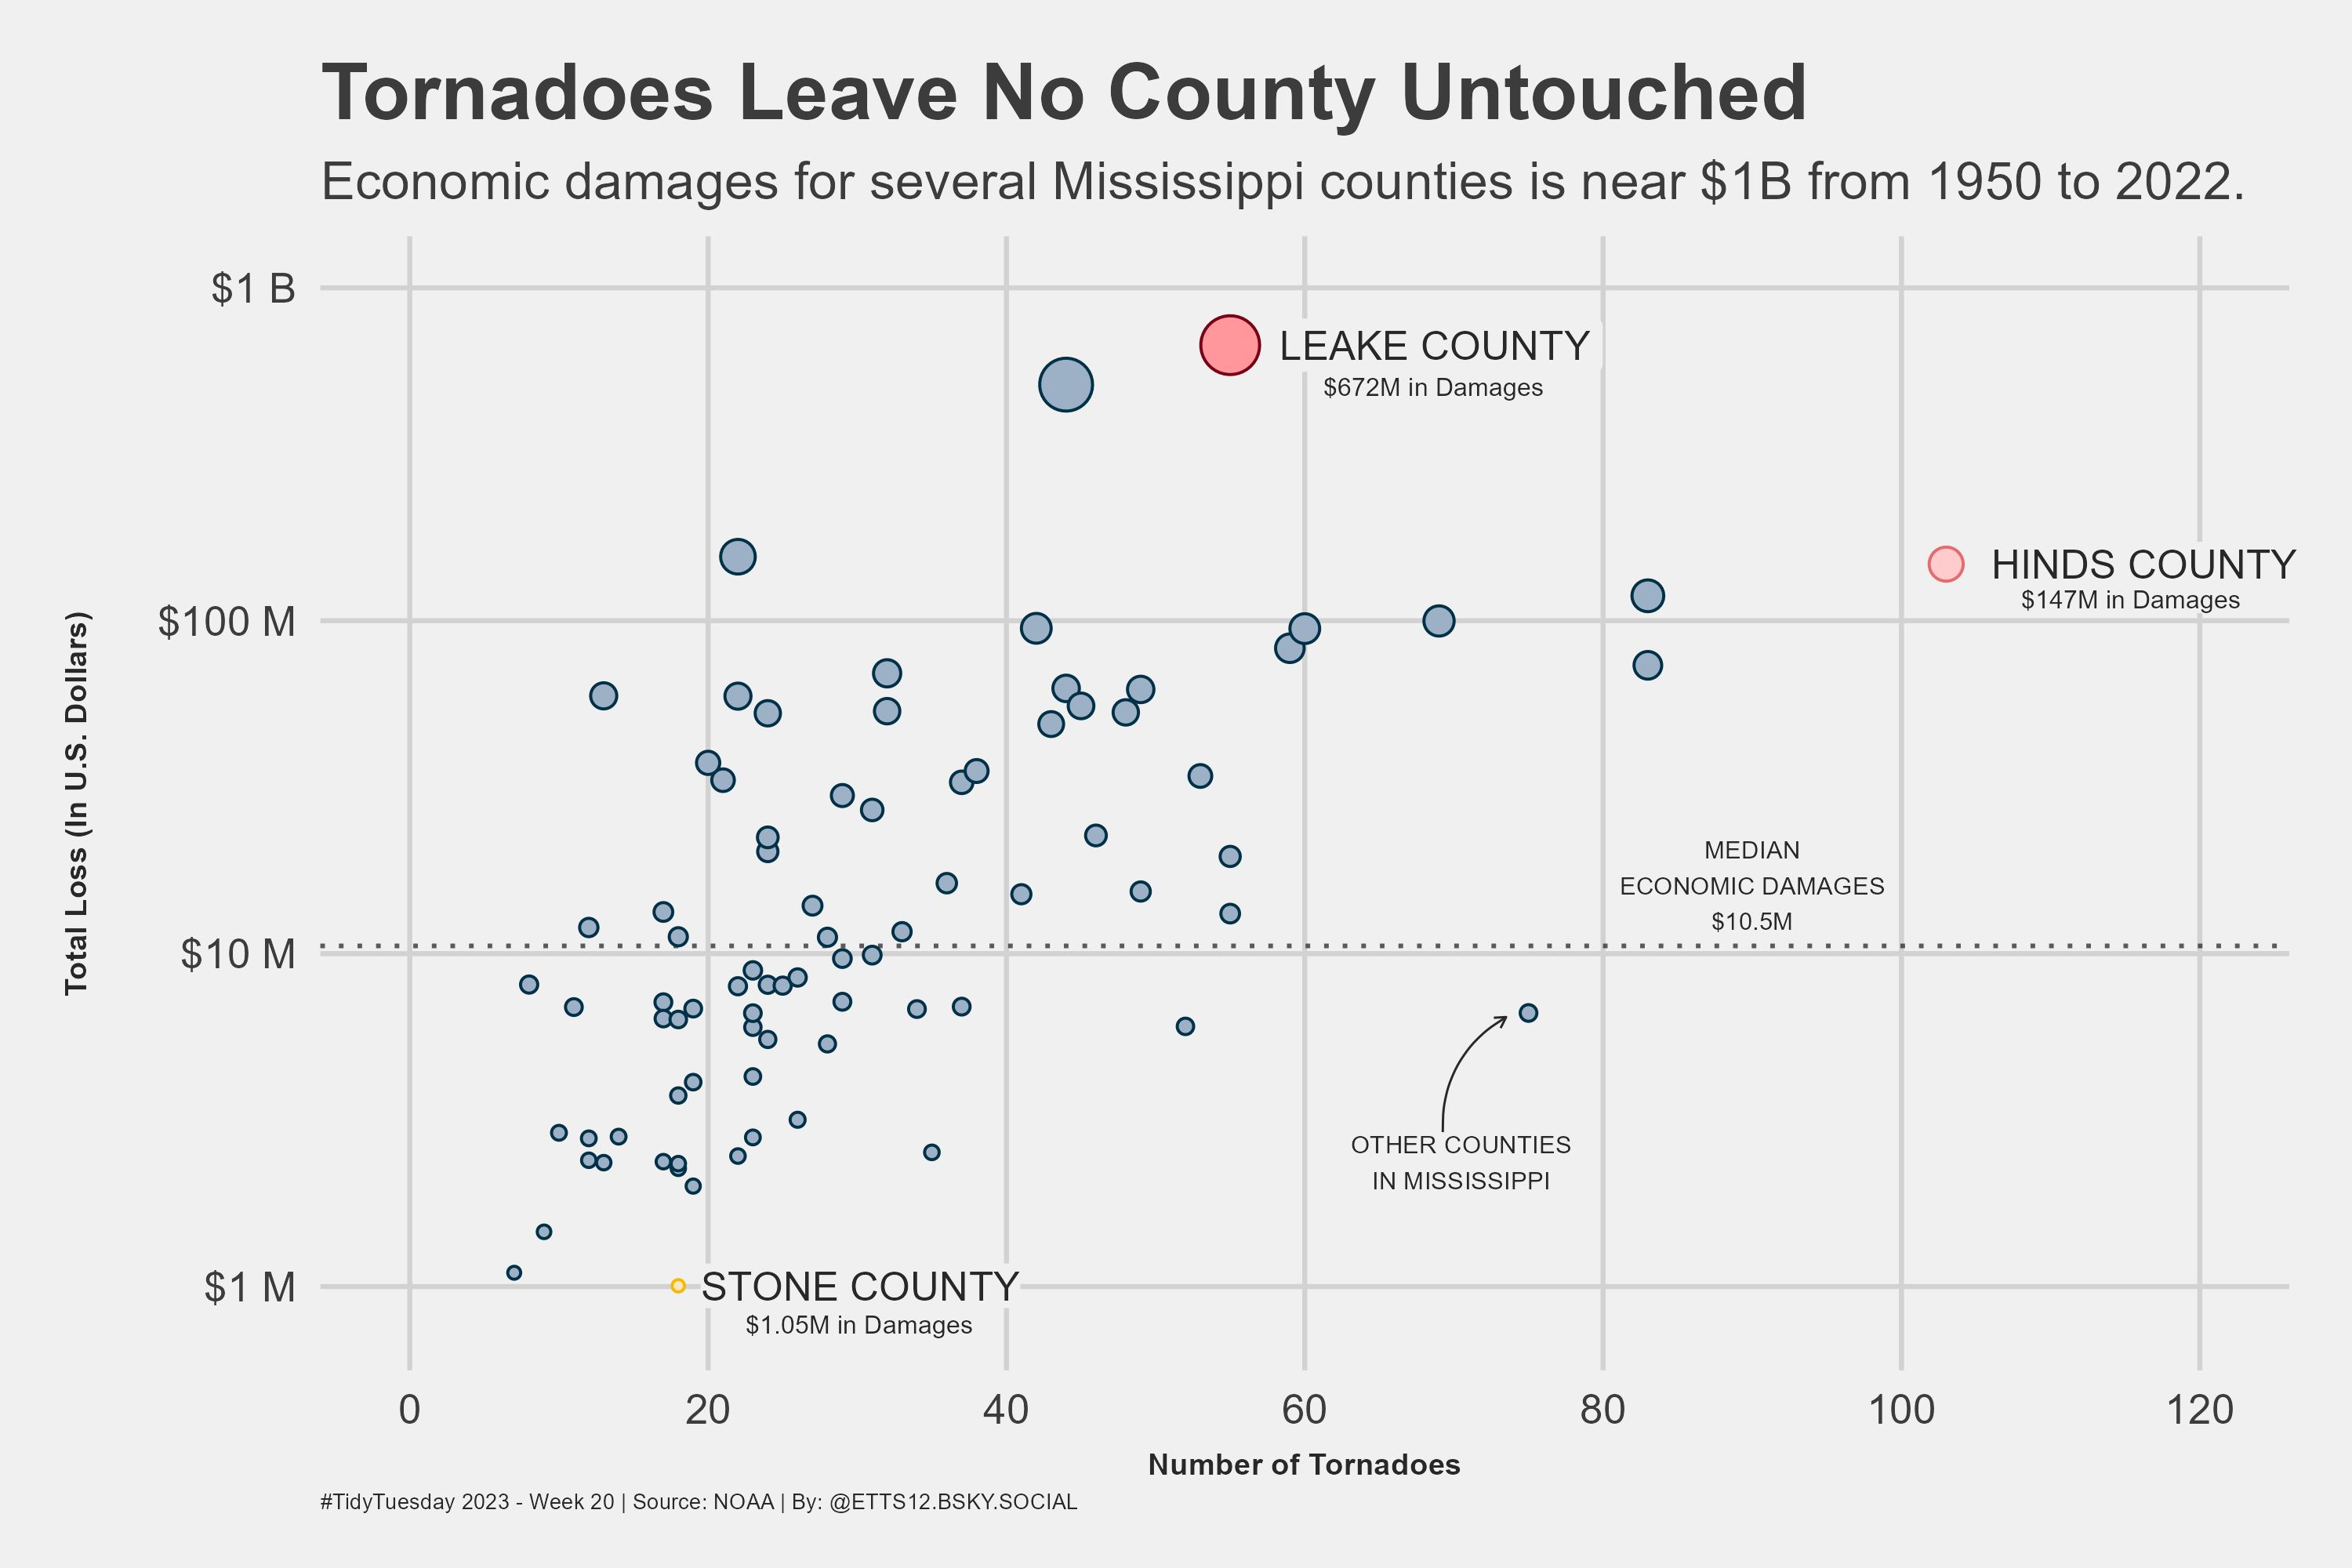 Tornadoes Leave No County Untouched
Economic damages for several Mississippi counties is near $1B from 1950 to 2022.
$1 B
LEAKE COUNTY
$672M in Damages
HINDS COUNTY
$147M in Damages
$100 M
Total Loss (In U.S. Dollars)
MEDIAN
ECONOMIC DAMAGES
$10.5M
$10 M
OTHER COUNTIES
IN MISSISSIPPI
$1 M
STONE COUNTY
$1.05M in Damages
0 20 40 60 80 100 120
Number of Tornadoes
#TidyTuesday 2023 - Week 20 | Source: NOAA | By: @ETTS12.BSKY.SOCIAL